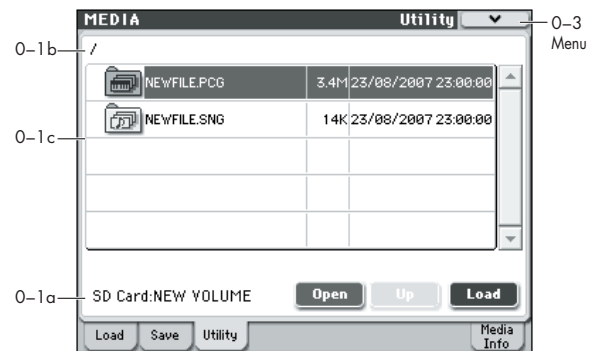 MEDIA Utility
0–3
Menu
0–1b
/
NEWFILE.PCG 3.4M 23/08/2007 23:00:00
NEWFILE.SNG 14K 23/08/2007 23:00:00
0–1c
0–1a
SD Card:NEW VOLUME Open Up Load
Load Save Utility Media Info